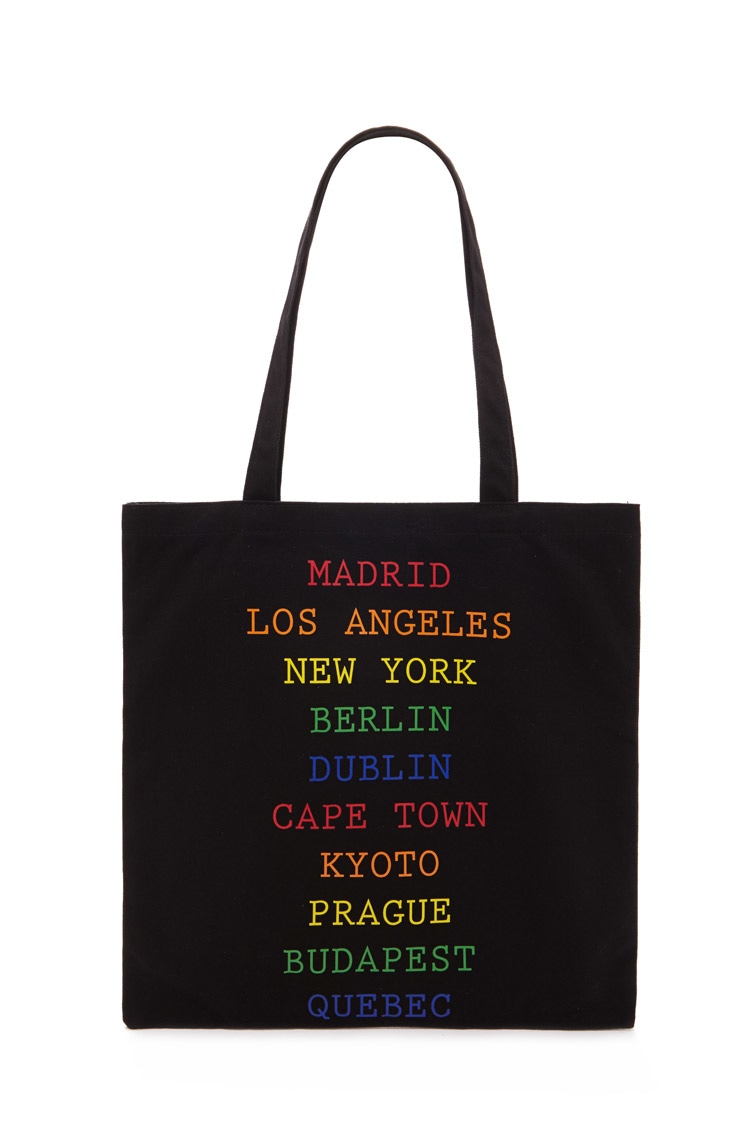 MADRID
LOS ANGELES
NEW YORK
BERLIN
DUBLIN
CAPE TOWN
KYOTO
PRAGUE
BUDAPEST
QUEBEC